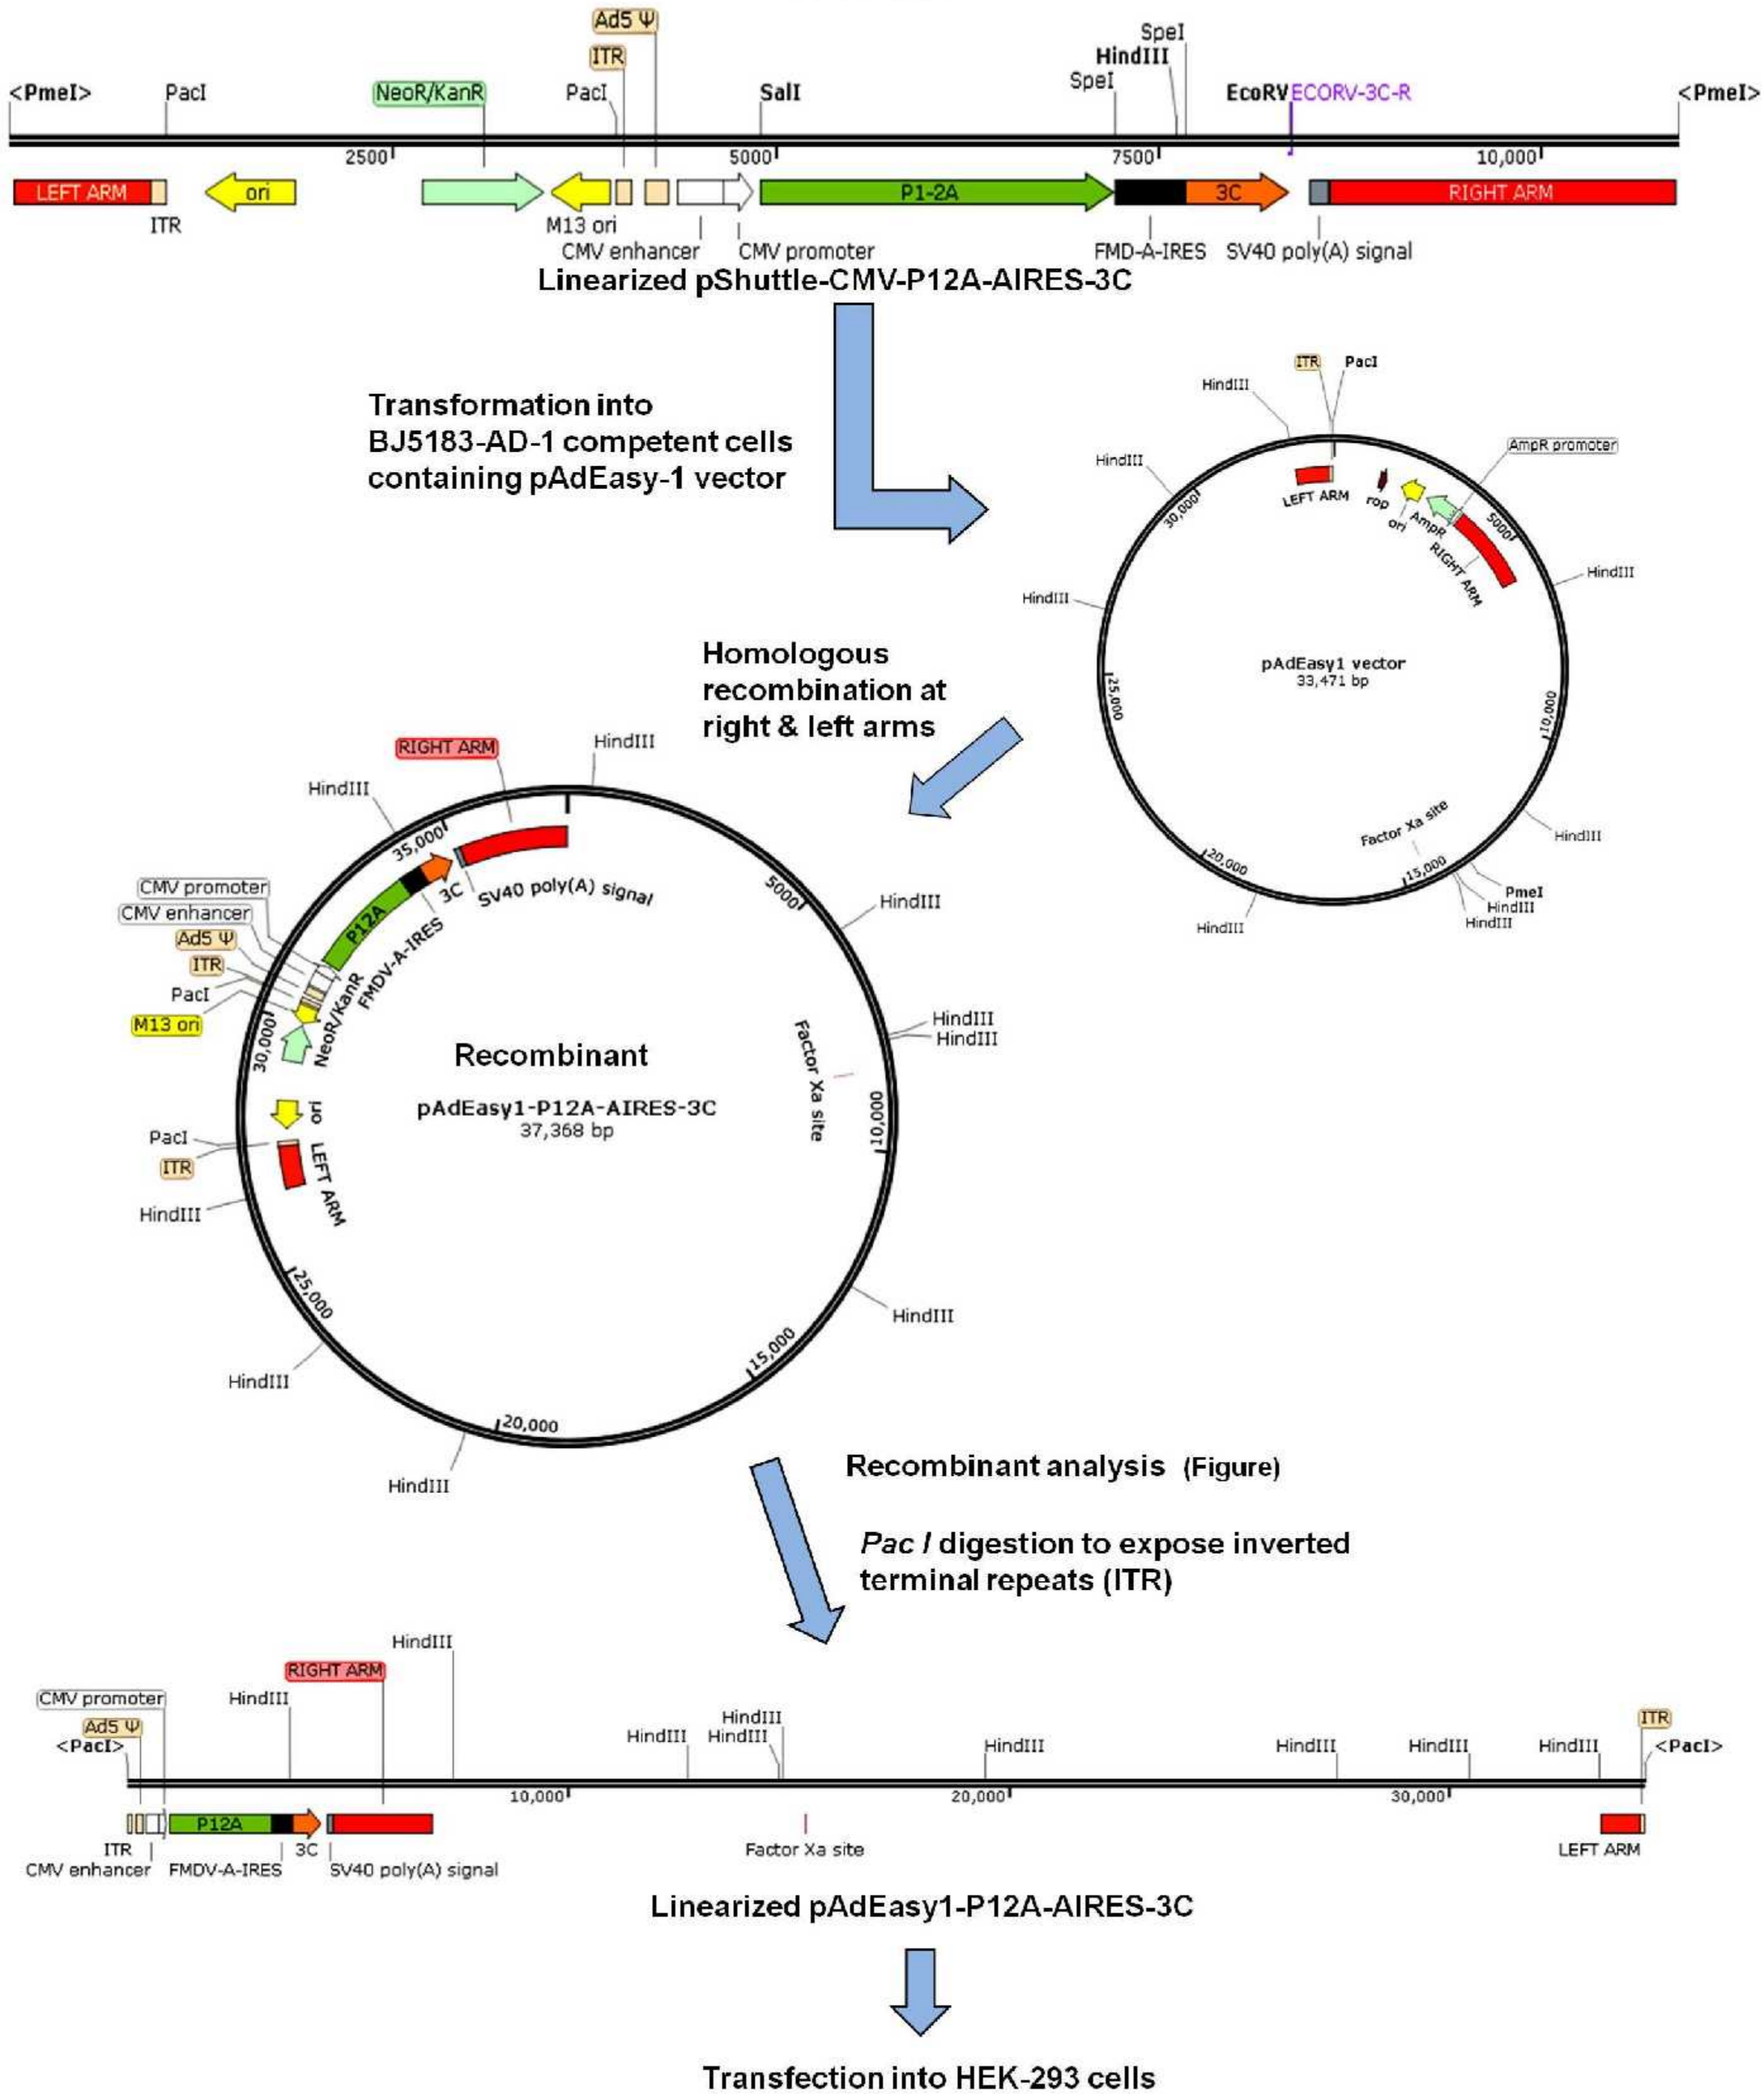 Ad5 Ψ
ITR
SpeI
HindIII
SpeI
<PmeI>
PacI
NeoR/KanR
PacI
SalI
EcoRV
ECORV-3C-R
<PmeI>
2500
5000
7500
10,000
LEFT ARM
ori
P1-2A
3C
RIGHT ARM
ITR
M13 ori
CMV enhancer
CMV promoter
FMD-A-IRES
SV40 poly(A) signal
Linearized pShuttle-CMV-P12A-AIRES-3C
Transformation into
BJ5183-AD-1 competent cells
containing pAdEasy-1 vector
ITR
PacI
HindIII
HindIII
AmpR promoter
LEFT ARM
rop
ori
AmpR
RIGHT ARM
30,000
5000
HindIII
HindIII
pAdEasy1 vector
33,471 bp
25,000
10,000
Factor Xa site
HindIII
20,000
15,000
PmeI
HindIII
HindIII
HindIII
Homologous
recombination at
right & left arms
RIGHT ARM
HindIII
HindIII
35,000
CMV promoter
CMV enhancer
Ad5 Ψ
ITR
PacI
M13 ori
P12A
3C
SV40 poly(A) signal
FMDV-A-IRES
NeoR/KanR
30,000
5000
HindIII
HindIII
HindIII
Recombinant
pAdEasy1-P12A-AIRES-3C
37,368 bp
Factor Xa site
10,000
ori
PacI
ITR
LEFT ARM
HindIII
25,000
HindIII
HindIII
15,000
20,000
HindIII
Recombinant analysis (Figure)
Pac I digestion to expose inverted
terminal repeats (ITR)
HindIII
RIGHT ARM
CMV promoter
HindIII
Ad5 Ψ
<PacI>
HindIII
HindIII
HindIII
HindIII
HindIII
HindIII
HindIII
ITR
<PacI>
10,000
20,000
30,000
P12A
ITR
3C
CMV enhancer
FMDV-A-IRES
SV40 poly(A) signal
Factor Xa site
LEFT ARM
Linearized pAdEasy1-P12A-AIRES-3C
Transfection into HEK-293 cells